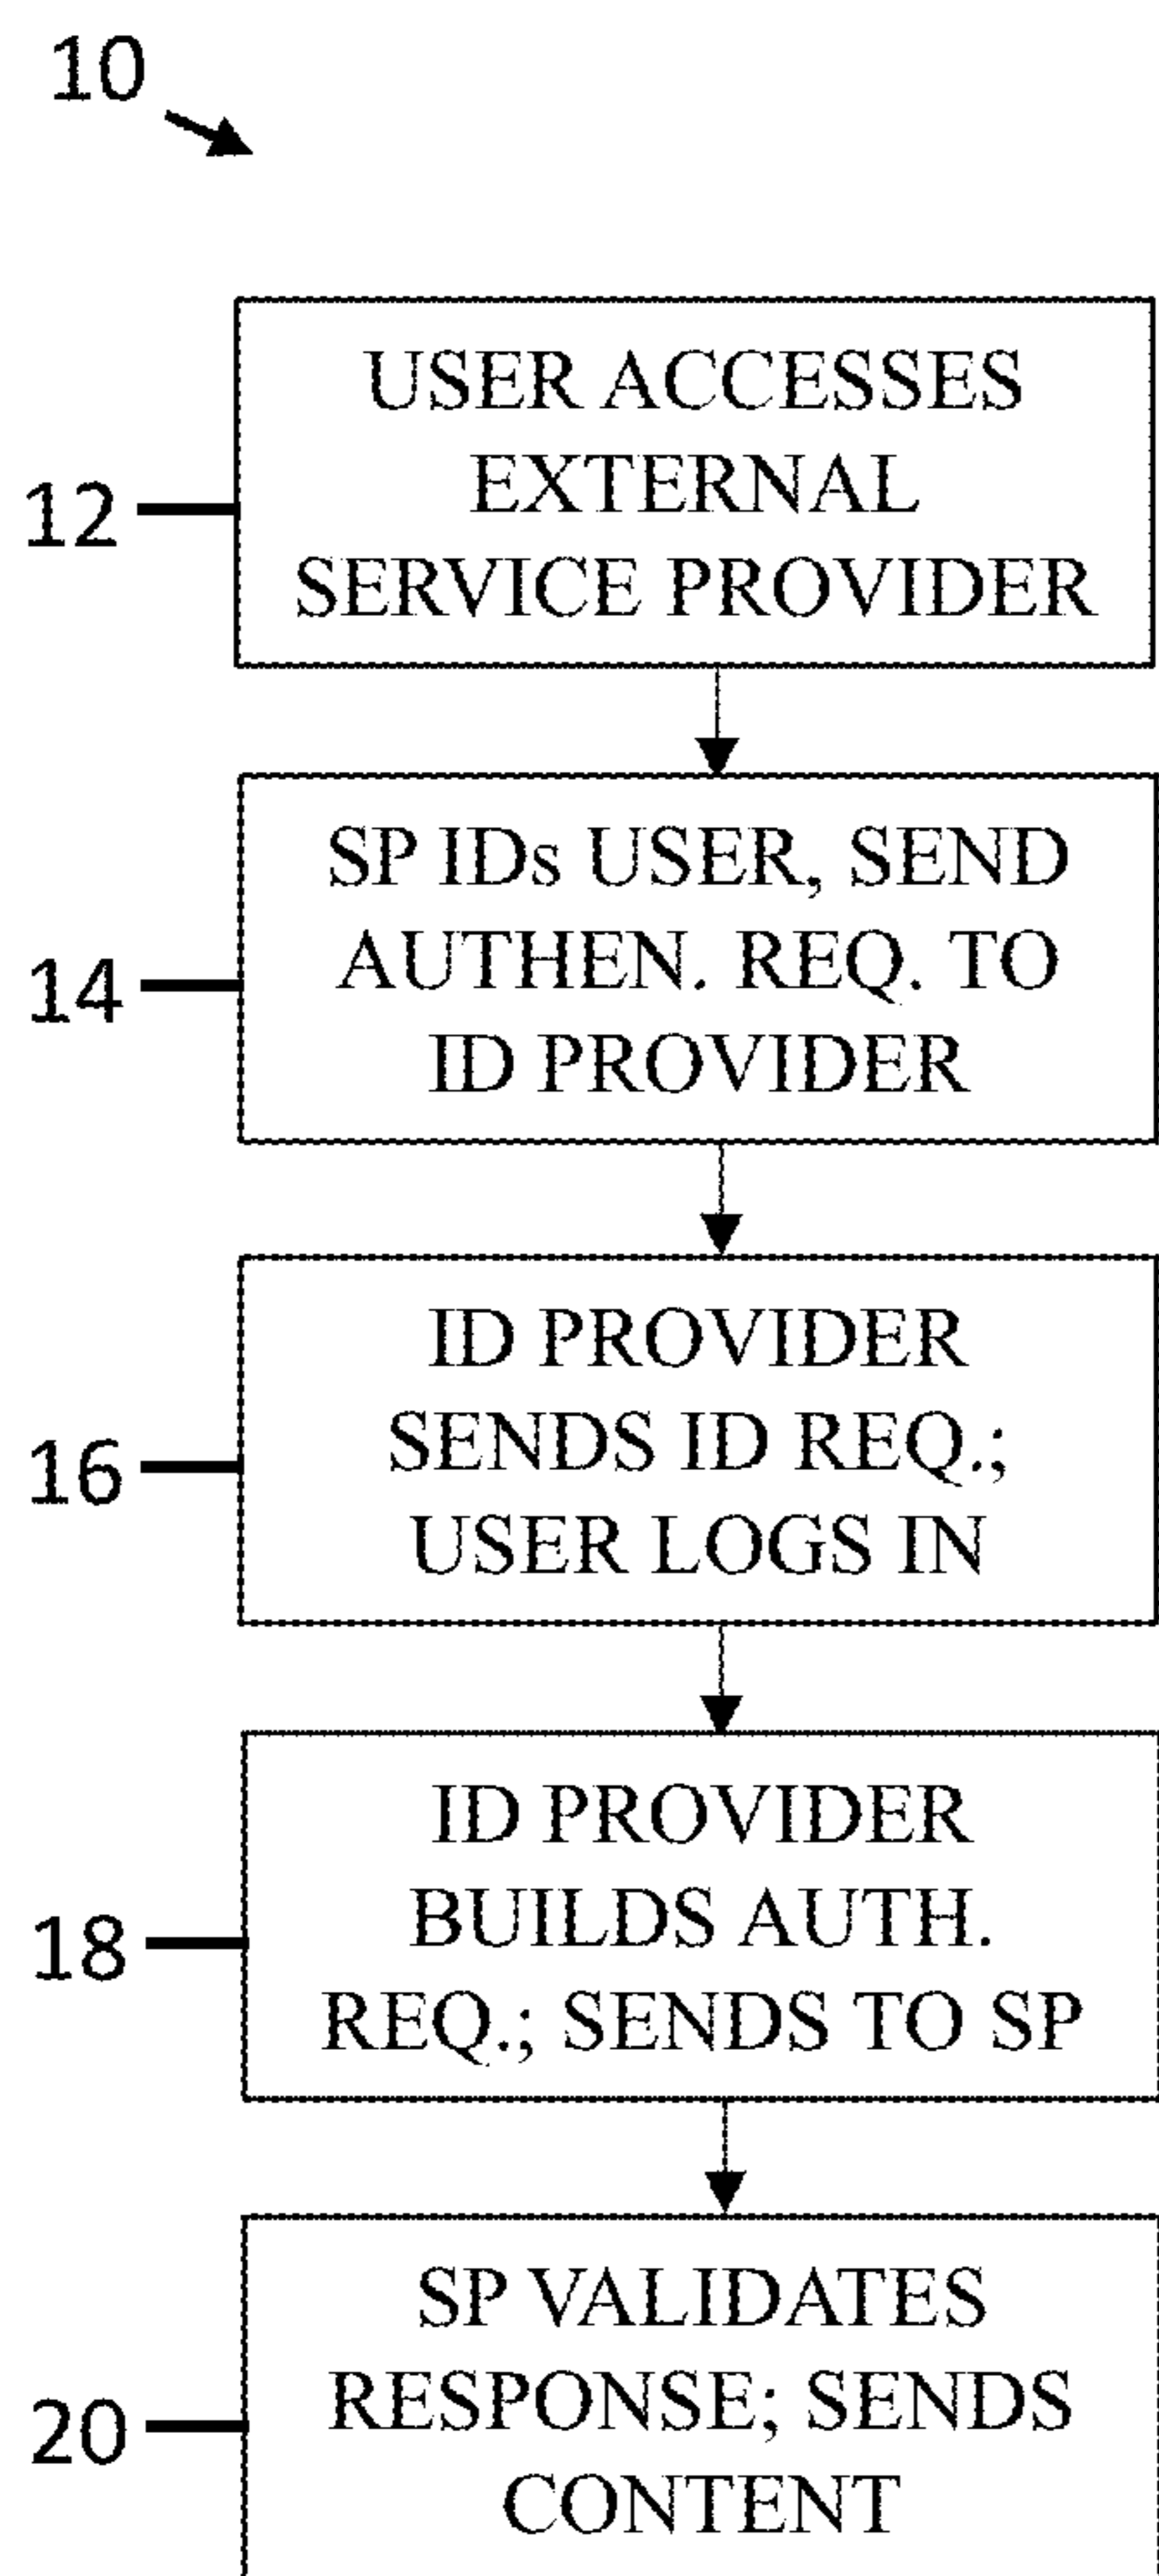 10
USER ACCESSES
EXTERNAL
12
SERVICE PROVIDER
SP IDs USER, SEND
AUTHEN. REQ. TO
14
ID PROVIDER
ID PROVIDER
SENDS ID REQ.;
16
USER LOGS IN
ID PROVIDER
BUILDS AUTH.
18
REQ.; SENDS TO SP
SP VALIDATES
RESPONSE; SENDS
20
CONTENT